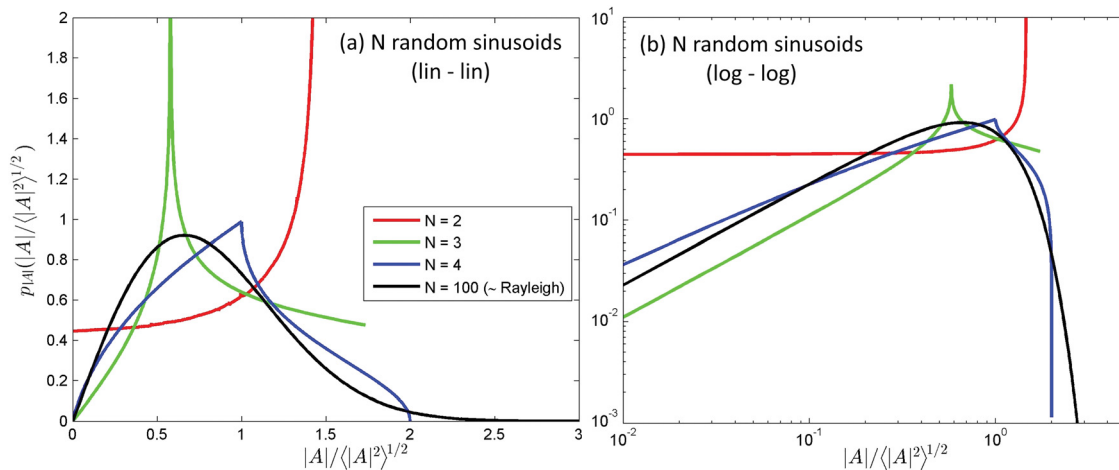 (a) N random sinusoids
(lin - lin)
p|A|(|A|/⟨|A|²⟩^1/2)
2
1.8
1.6
1.4
1.2
1
0.8
0.6
0.4
0.2
0
N = 2
N = 3
N = 4
N = 100 (~ Rayleigh)
0 0.5 1 1.5 2 2.5 3
|A|/⟨|A|²⟩^1/2
(b) N random sinusoids
(log - log)
10^1
10^0
10^-1
10^-2
10^-3
10^-2 10^-1 10^0
|A|/⟨|A|²⟩^1/2